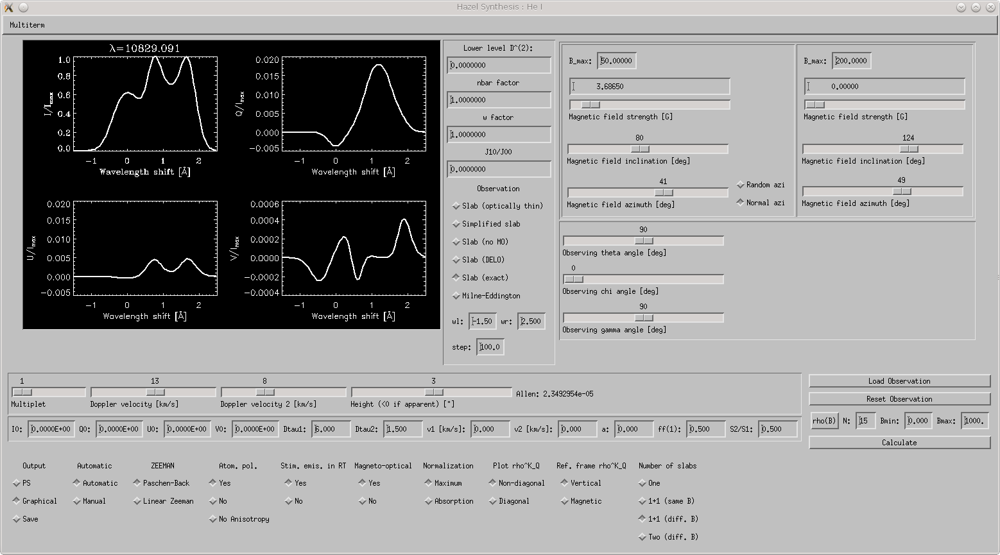 Hazel Synthesis : He I
Multiterm
λ=10829.091
1.0
0.8
0.6
0.4
0.2
0.0
I/Imax
−1 0 1 2
Wavelength shift [Å]
0.020
0.015
0.010
0.005
0.000
−0.005
Q/Imax
−1 0 1 2
Wavelength shift [Å]
0.020
0.015
0.010
0.005
0.000
−0.005
U/Imax
−1 0 1 2
Wavelength shift [Å]
0.0006
0.0004
0.0002
0.0000
−0.0002
−0.0004
V/Imax
−1 0 1 2
Wavelength shift [Å]
Lower level D^(2):
0.0000000
nbar factor
1.0000000
w factor
1.0000000
J10/J00
0.0000000
Observation
Slab (optically thin)
Simplified slab
Slab (no MO)
Slab (DELO)
Slab (exact)
Milne-Eddington
wl: -1.50 wr: 2.500
step: 100.0
B_max: 50.00000
3.68650
Magnetic field strength [G]
80
Magnetic field inclination [deg]
41
Magnetic field azimuth [deg]
Random azi
Normal azi
B_max: 200.0000
0.00000
Magnetic field strength [G]
124
Magnetic field inclination [deg]
49
Magnetic field azimuth [deg]
90
Observing theta angle [deg]
0
Observing chi angle [deg]
90
Observing gamma angle [deg]
1
Multiplet
13
Doppler velocity [km/s]
8
Doppler velocity 2 [km/s]
3
Height (<0 if apparent) ["]
Allen: 2.3492954e-05
Load Observation
Reset Observation
rho(B) N: 15 Bmin: 0.000 Bmax: 1000.
Calculate
I0: 0.0000E+00 Q0: 0.0000E+00 U0: 0.0000E+00 V0: 0.0000E+00 Dtau1: 6.000 Dtau2: 1.500 v1 [km/s]: 0.000 v2 [km/s]: 0.000 a: 0.000 ff(1): 0.500 S2/S1: 0.500
Output
PS
Graphical
Save
Automatic
Automatic
Manual
ZEEMAN
Paschen-Back
Linear Zeeman
Atom. pol.
Yes
No
No Anisotropy
Stim. emis. in RT
Yes
No
Magneto-optical
Yes
No
Normalization
Maximum
Absorption
Plot rho^K_Q
Non-diagonal
Diagonal
Ref. frame rho^K_Q
Vertical
Magnetic
Number of slabs
One
1+1 (same B)
1+1 (diff. B)
Two (diff. B)